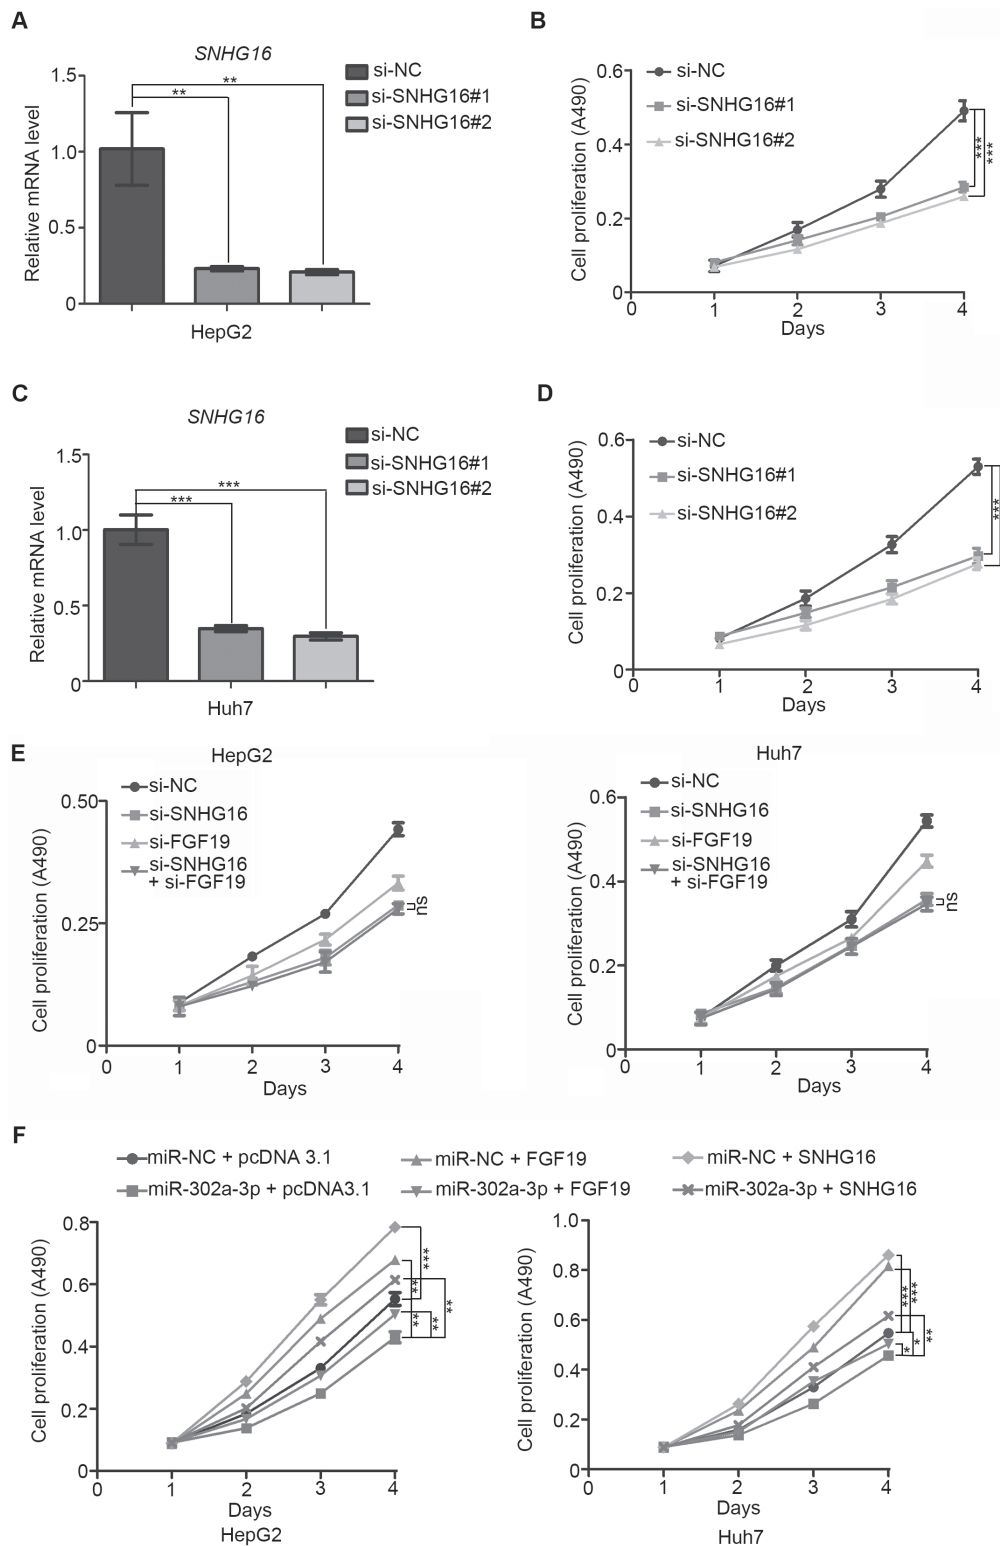 A
SNHG16
si-NC
si-SNHG16#1
si-SNHG16#2
Relative mRNA level
1.5
1.0
0.5
0
**
**
HepG2
B
si-NC
si-SNHG16#1
si-SNHG16#2
Cell proliferation (A490)
0.6
0.4
0.2
0
0 1 2 3 4
Days
***
***
C
SNHG16
si-NC
si-SNHG16#1
si-SNHG16#2
Relative mRNA level
1.5
1.0
0.5
0
***
***
Huh7
D
si-NC
si-SNHG16#1
si-SNHG16#2
Cell proliferation (A490)
0.6
0.4
0.2
0
0 1 2 3 4
Days
***
E
HepG2
si-NC
si-SNHG16
si-FGF19
si-SNHG16
+ si-FGF19
Cell proliferation (A490)
0.50
0.25
0
0 1 2 3 4
Days
ns
Huh7
si-NC
si-SNHG16
si-FGF19
si-SNHG16
+ si-FGF19
Cell proliferation (A490)
0.6
0.4
0.2
0
0 1 2 3 4
Days
ns
F
miR-NC + pcDNA 3.1
miR-NC + FGF19
miR-NC + SNHG16
miR-302a-3p + pcDNA3.1
miR-302a-3p + FGF19
miR-302a-3p + SNHG16
Cell proliferation (A490)
0.8
0.6
0.4
0.2
0
0 1 2 3 4
Days
HepG2
***
**
**
**
**
Cell proliferation (A490)
1.0
0.8
0.6
0.4
0.2
0
0 1 2 3 4
Days
Huh7
***
***
*
*
**